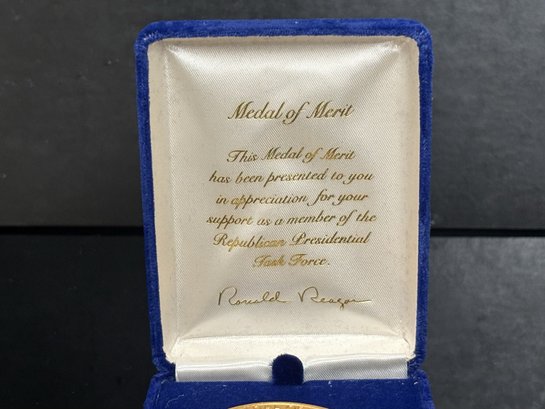 Medal of Merit
This Medal of Merit
has been presented to you
in appreciation for your
support as a member of the
Republican Presidential
Task Force.
Ronald Reagan